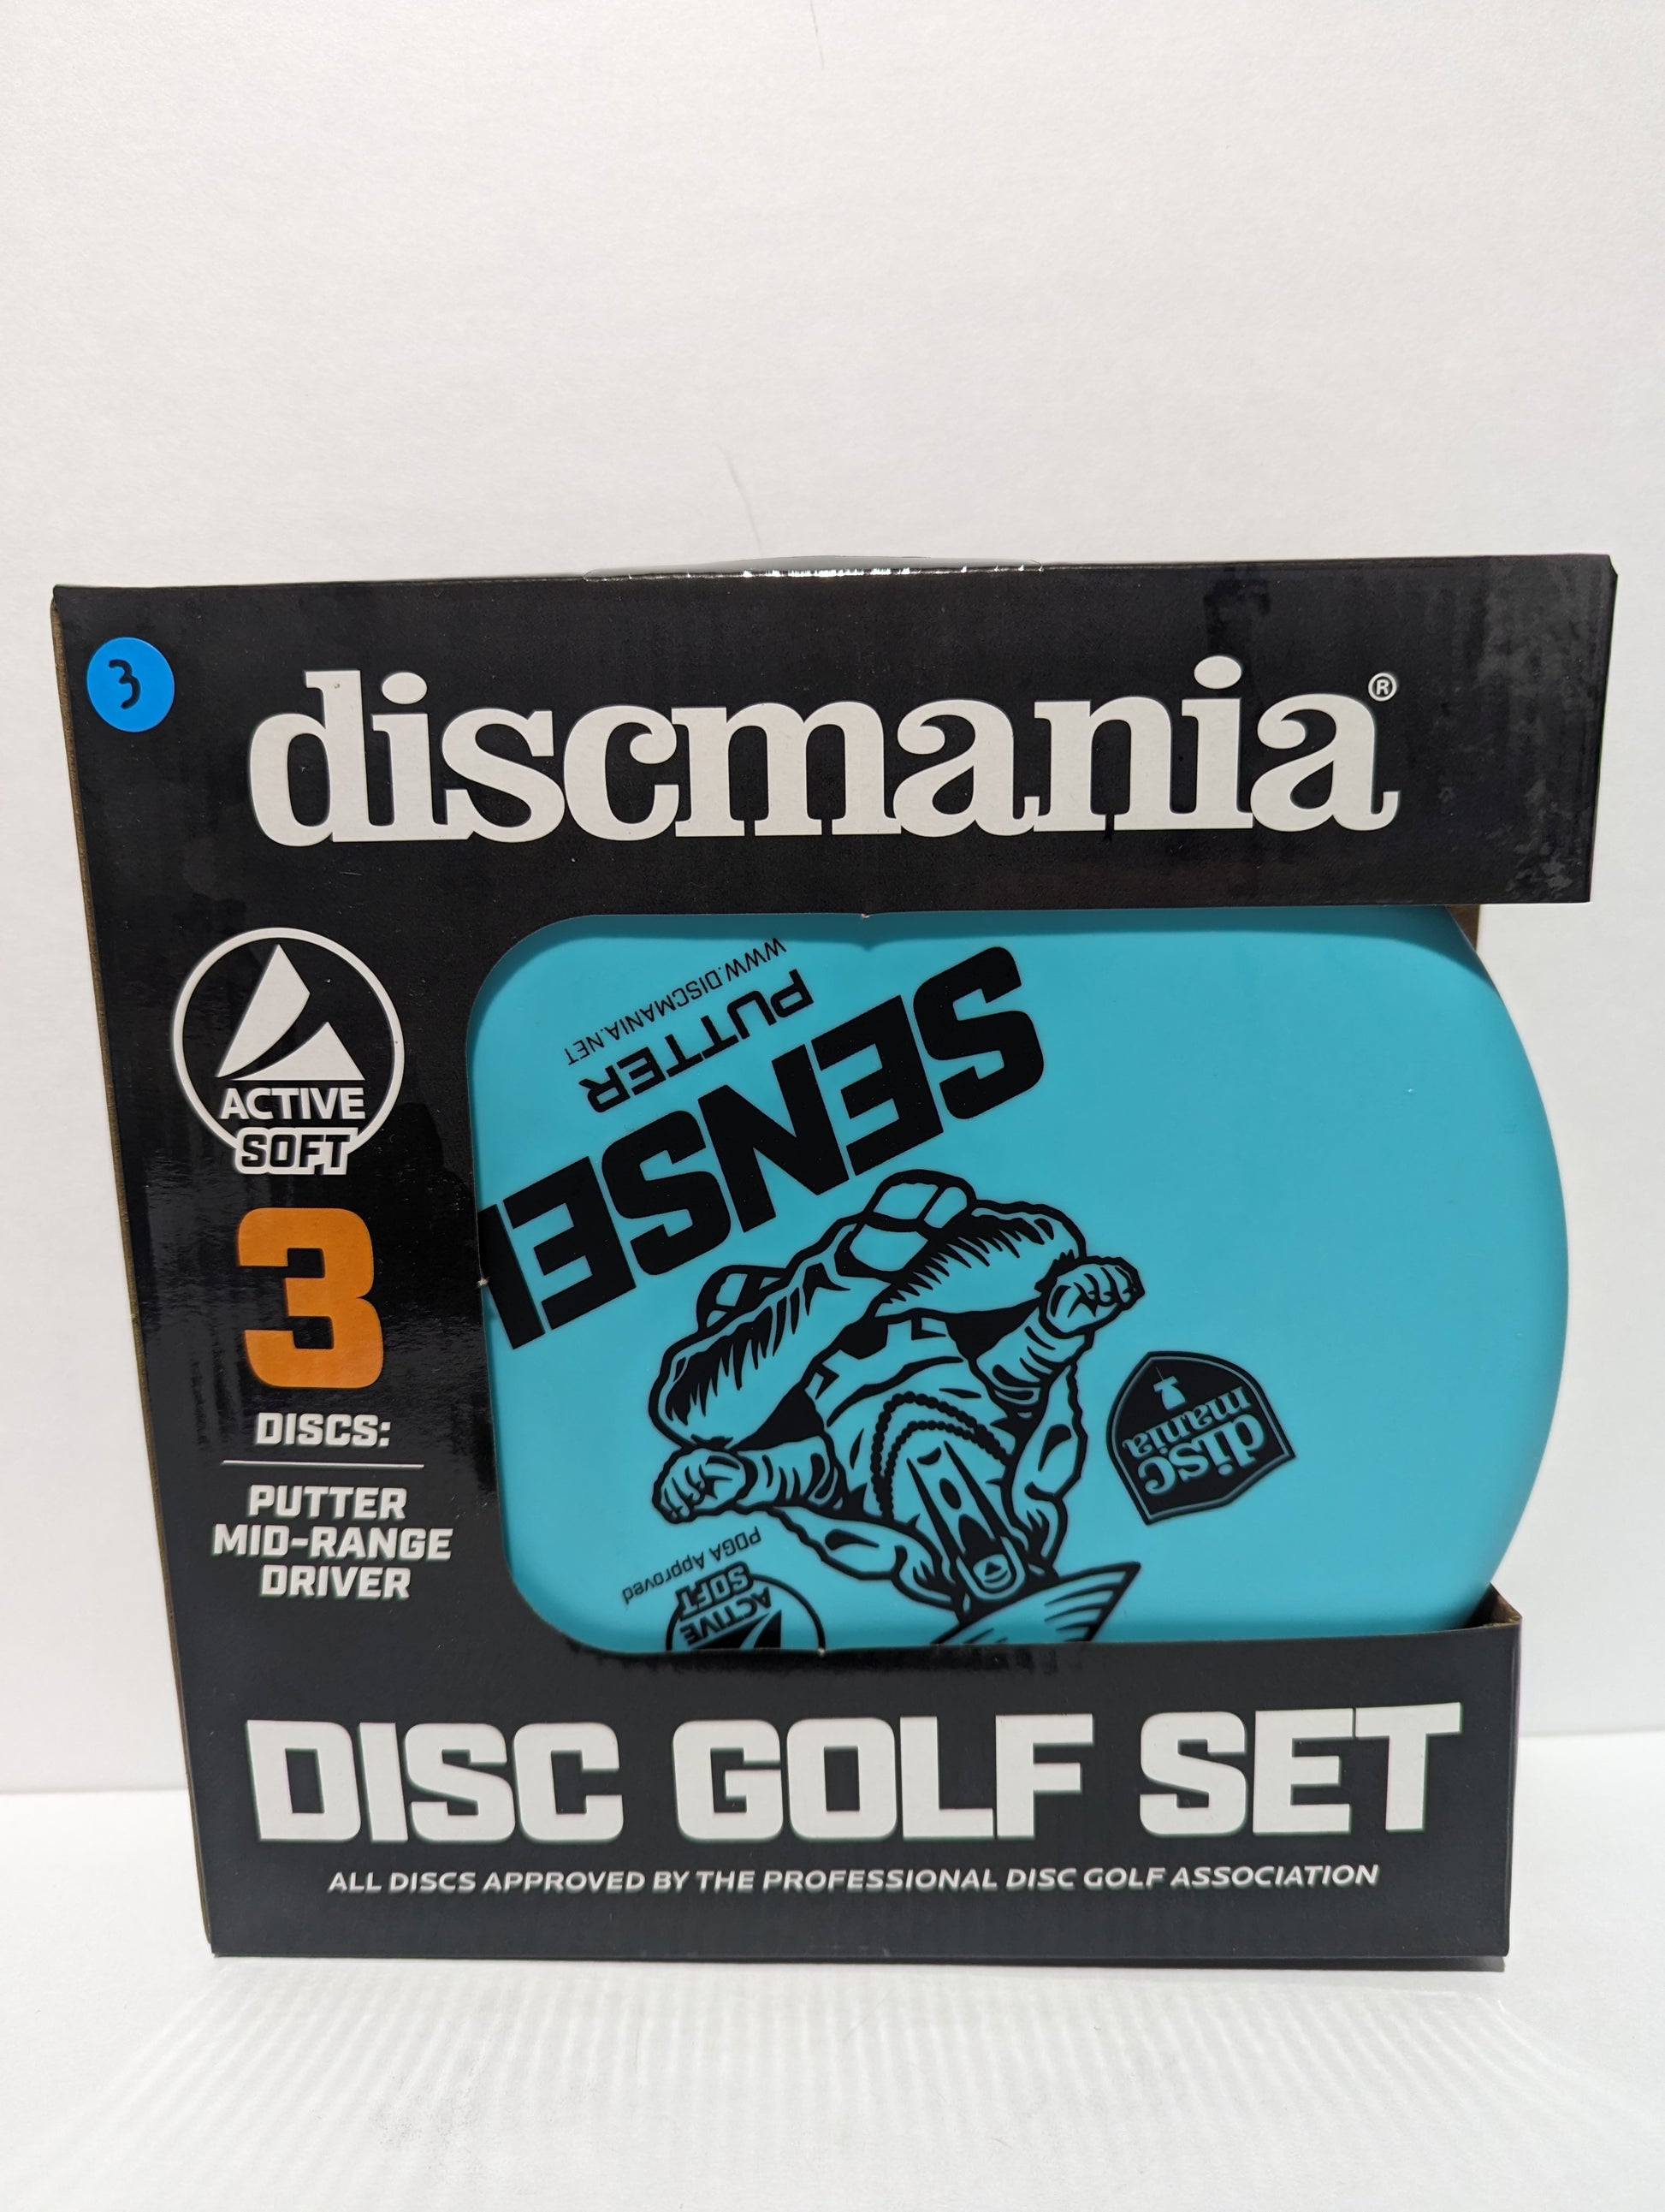 3
discmania®
ACTIVE
SOFT
3
DISCS:
PUTTER
MID-RANGE
DRIVER
SENSEI
PUTTER
WWW.DISCMANIA.NET
disc
mania
PDGA Approved
ACTIVE
SOFT
DISC GOLF SET
ALL DISCS APPROVED BY THE PROFESSIONAL DISC GOLF ASSOCIATION